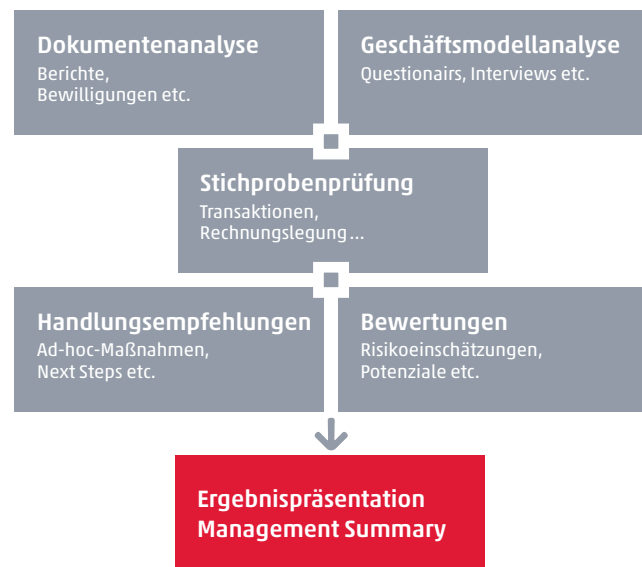 Dokumentenanalyse
Berichte,
Bewilligungen etc.
Geschäftsmodellanalyse
Questionairs, Interviews etc.
Stichprobenprüfung
Transaktionen,
Rechnungslegung ...
Handlungsempfehlungen
Ad-hoc-Maßnahmen,
Next Steps etc.
Bewertungen
Risikoeinschätzungen,
Potenziale etc.
Ergebnispräsentation
Management Summary